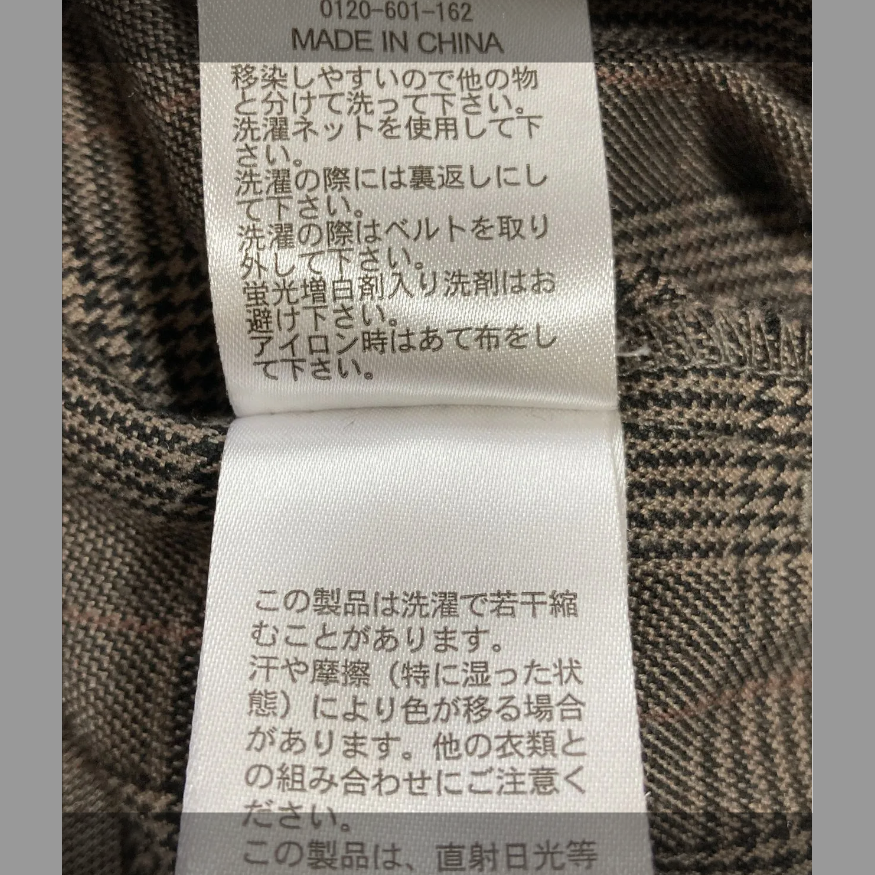 0120-601-162
MADE IN CHINA
移染しやすいので他の物
と分けて洗って下さい。
洗濯ネットを使用して下
さい。
洗濯の際には裏返しにし
て下さい。
洗濯の際はベルトを取り
外して下さい。
蛍光増白剤入り洗剤はお
避け下さい。
アイロン時はあて布をし
て下さい。
この製品は洗濯で若干縮
むことがあります。
汗や摩擦（特に湿った状
態）により色が移る場合
があります。他の衣類と
の組み合わせにご注意く
ださい。
この製品は、直射日光等